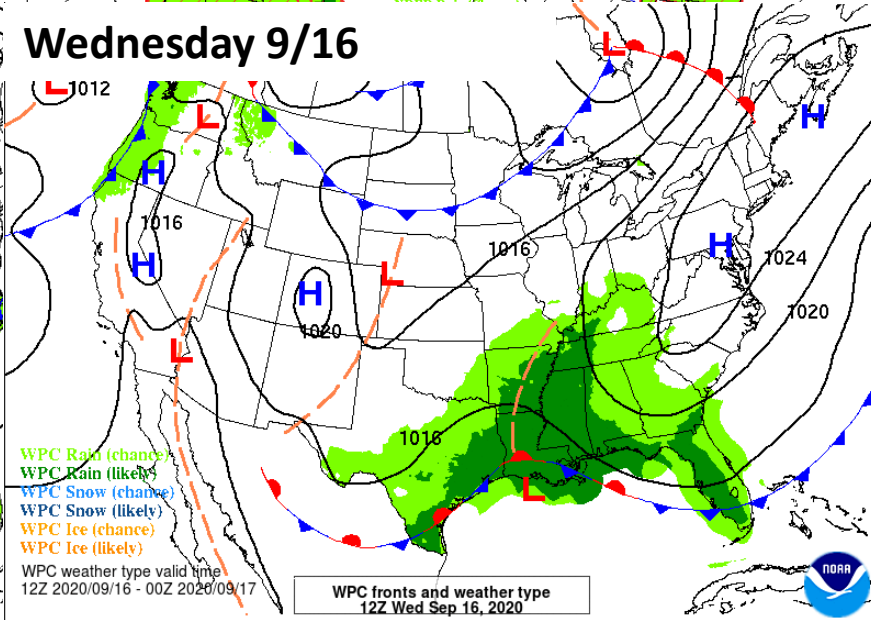 Wednesday 9/16
L
L
1012
L
H
H
1016
1016
H
1024
H
L
H
1020
1020
L
1016
L
WPC Rain (chance)
WPC Rain (likely)
WPC Snow (chance)
WPC Snow (likely)
WPC Ice (chance)
WPC Ice (likely)
WPC weather type valid time
12Z 2020/09/16 - 00Z 2020/09/17
WPC fronts and weather type
12Z Wed Sep 16, 2020
NOAA